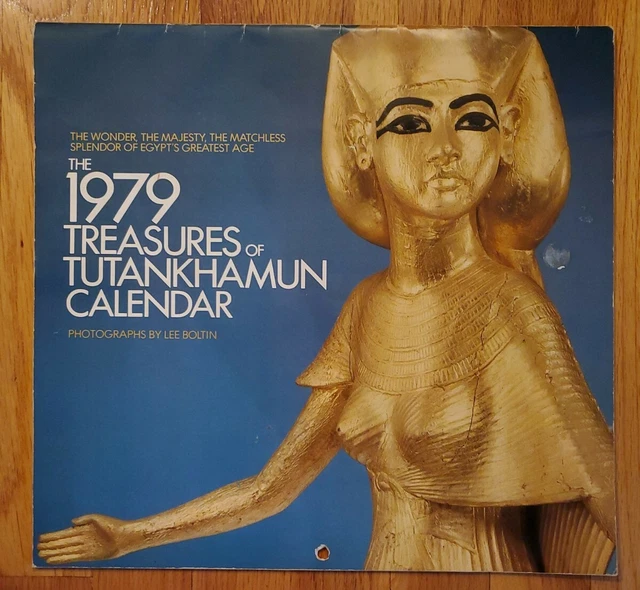 THE WONDER, THE MAJESTY, THE MATCHLESS
SPLENDOR OF EGYPT'S GREATEST AGE
THE
1979
TREASURES OF
TUTANKHAMUN
CALENDAR
PHOTOGRAPHS BY LEE BOLTIN